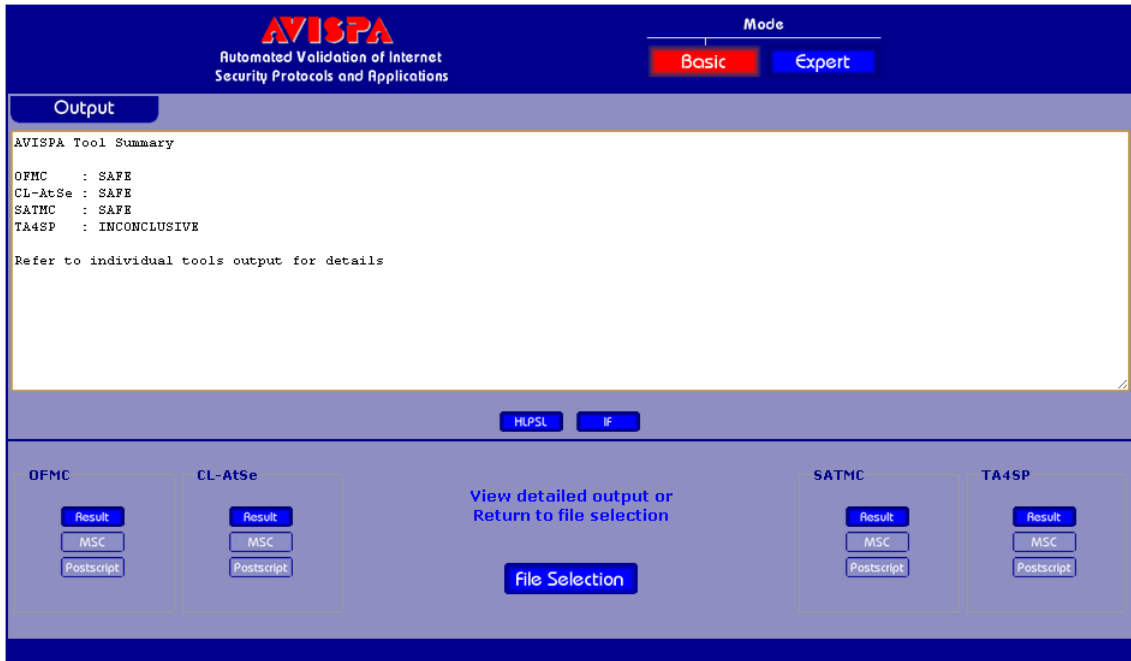 AVISPA
Automated Validation of Internet
Security Protocols and Applications
Mode
Basic Expert
Output
AVISPA Tool Summary
OFMC : SAFE
CL-AtSe : SAFE
SATMC : SAFE
TA4SP : INCONCLUSIVE
Refer to individual tools output for details
HLPSL IF
OFMC CL-AtSe SATMC TA4SP
View detailed output or
Return to file selection
Result Result Result Result
MSC MSC MSC MSC
Postscript Postscript Postscript Postscript
File Selection